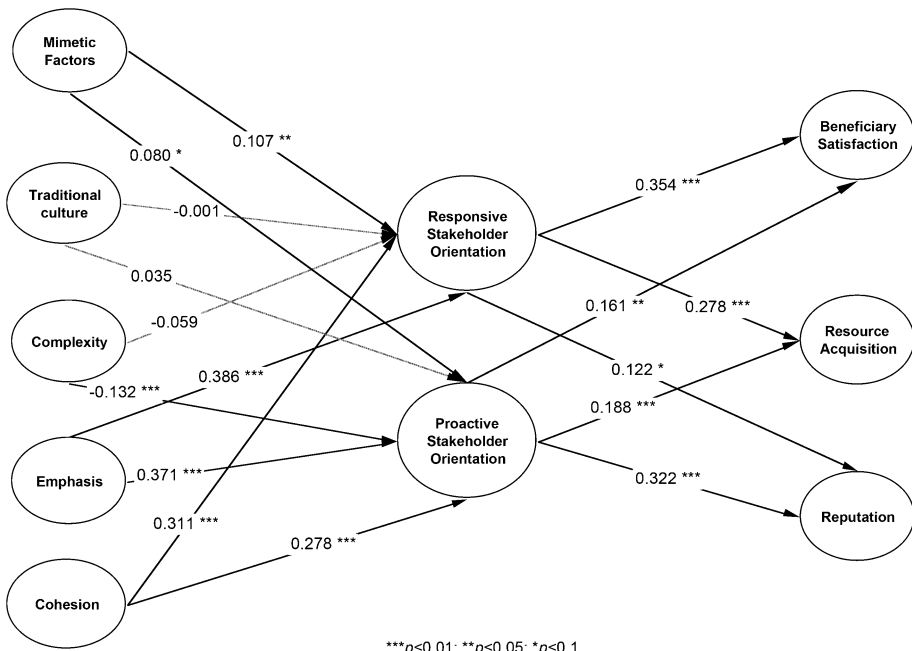 Mimetic
Factors
0.107 **
0.080 *
Beneficiary
Satisfaction
0.354 ***
Traditional
culture
-0.001
Responsive
Stakeholder
Orientation
0.035
0.161 **
0.278 ***
-0.059
Complexity
Resource
Acquisition
0.386 ***
0.122 *
-0.132 ***
0.188 ***
Proactive
Stakeholder
Orientation
Emphasis
0.371 ***
0.322 ***
0.311 ***
Reputation
0.278 ***
Cohesion
***p<0.01; **p<0.05; *p<0.1